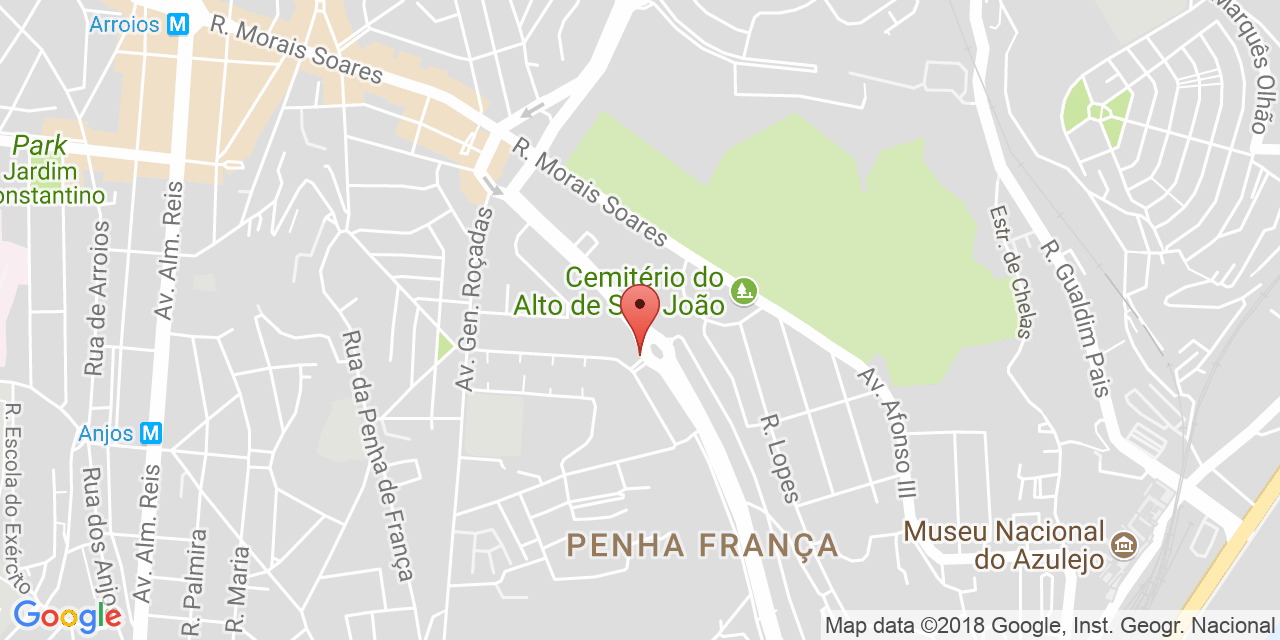 Arroios M
R. Morais Soares
Marquês Olhão
Park
Jardim
onstantino
R. Morais Soares
Av. Alm. Reis
Rua de Arroios
Av. Gen. Roçadas
Estr. de Chelas
R. Gualdim Pais
Cemitério do
Alto de S João
Rua da Penha de França
Av. Afonso III
R. Lopes
Anjos M
R. Escola do Exército
Rua dos Anjo
Av. Alm. Reis
R. Palmira
R. Maria
PENHA FRANÇA
Museu Nacional
do Azulejo
Google
Map data ©2018 Google, Inst. Geogr. Nacional